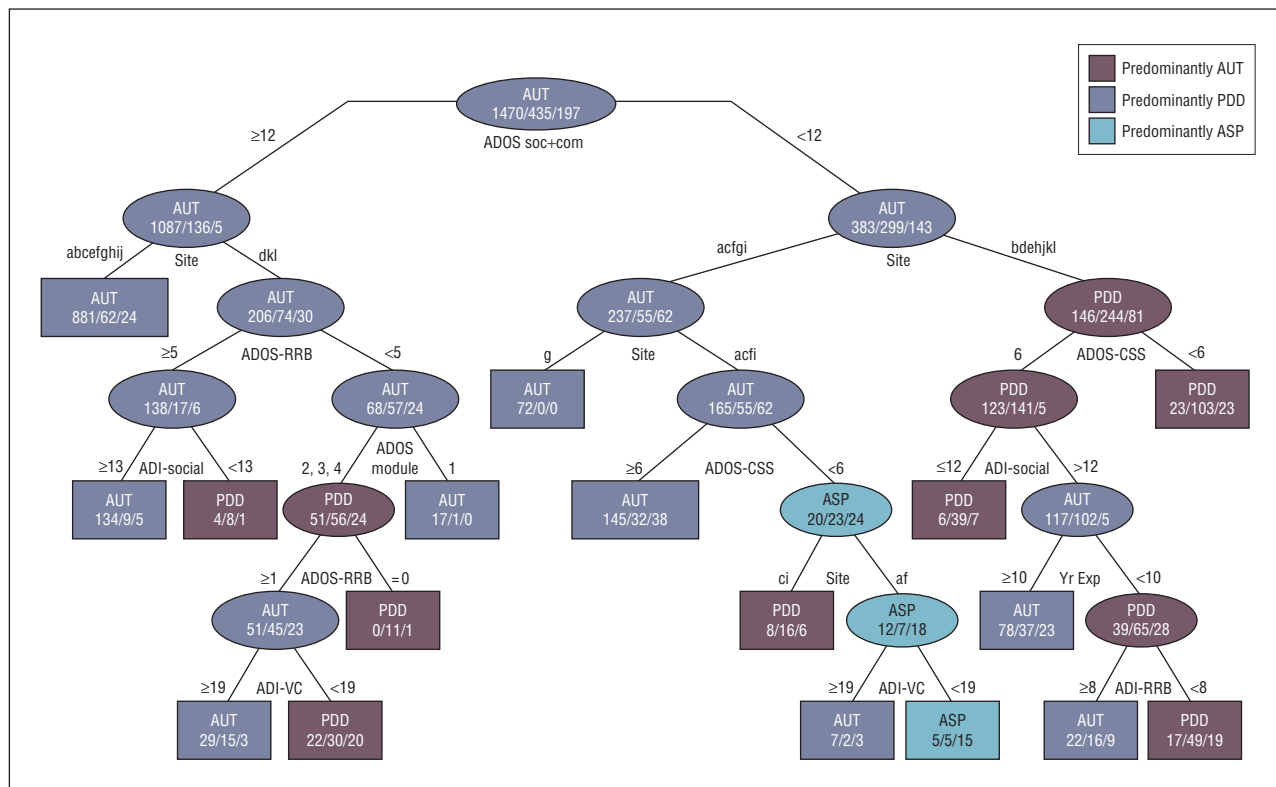 Predominantly AUT
Predominantly PDD
Predominantly ASP
AUT
1470/435/197
ADOS soc+com
≥12
<12
AUT
1087/136/5
Site
abcefghij
dkl
AUT
383/299/143
Site
acfgi
bdehjkl
AUT
881/62/24
AUT
206/74/30
ADOS-RRB
≥5
<5
AUT
237/55/62
Site
g
acfi
PDD
146/244/81
ADOS-CSS
6
<6
AUT
138/17/6
ADI-social
≥13
<13
AUT
68/57/24
ADOS
module
2, 3, 4
1
AUT
72/0/0
AUT
165/55/62
ADOS-CSS
≥6
<6
PDD
123/141/5
ADI-social
≤12
>12
PDD
23/103/23
AUT
134/9/5
PDD
4/8/1
PDD
51/56/24
ADOS-RRB
≥1
= 0
AUT
17/1/0
AUT
145/32/38
ASP
20/23/24
Site
ci
af
PDD
6/39/7
AUT
117/102/5
Yr Exp
≥10
<10
AUT
51/45/23
ADI-VC
≥19
<19
PDD
0/11/1
PDD
8/16/6
ASP
12/7/18
ADI-VC
≥19
<19
AUT
78/37/23
PDD
39/65/28
ADI-RRB
≥8
<8
AUT
29/15/3
PDD
22/30/20
AUT
7/2/3
ASP
5/5/15
AUT
22/16/9
PDD
17/49/19